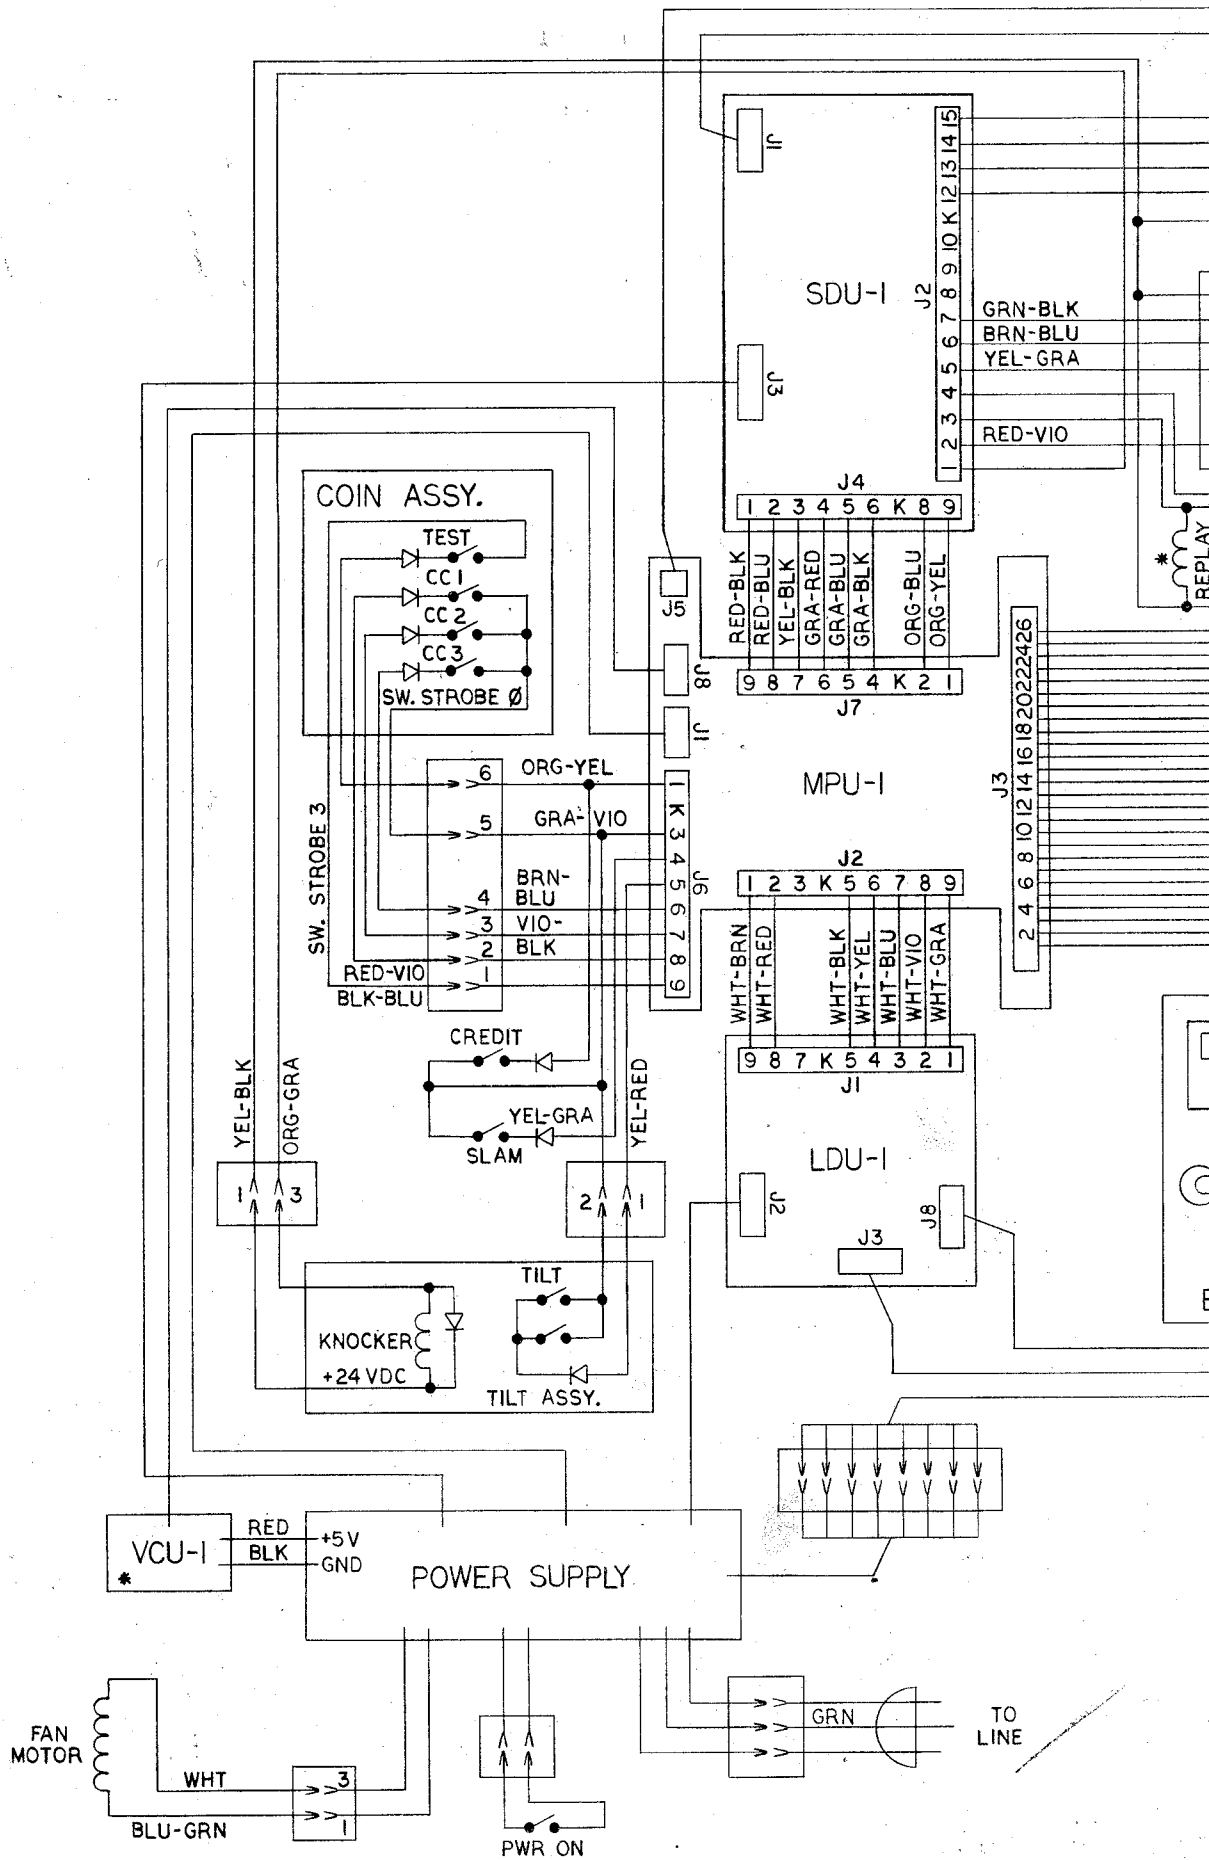 J1
15
14
13
12
K
10
9
8
7
6
5
4
3
2
1
J2
SDU-1
GRN-BLK
BRN-BLU
YEL-GRA
RED-VIO
J3
J4
1 2 3 4 5 6 K 8 9
RED-BLK
RED-BLU
YEL-BLK
GRA-RED
GRA-BLU
GRA-BLK
ORG-BLU
ORG-YEL
*
REPLAY
COIN ASSY.
TEST
CC1
CC2
CC3
SW. STROBE Ø
SW. STROBE 3
J5
J8
J1
9 8 7 6 5 4 K 2 1
J7
MPU-1
J3
26
24
22
20
18
16
14
12
10
8
6
4
2
6 ORG-YEL
5 GRA-VIO
4 BRN-BLU
3 VIO-
2 BLK
1
RED-VIO
BLK-BLU
1
K
3
4
5
6
7
8
9
J6
J2
1 2 3 K 5 6 7 8 9
WHT-BRN
WHT-RED
WHT-BLK
WHT-YEL
WHT-BLU
WHT-VIO
WHT-GRA
9 8 7 K 5 4 3 2 1
J1
LDU-1
J2
J3
J8
CREDIT
YEL-GRA
SLAM
YEL-RED
YEL-BLK
ORG-GRA
1 3
2 1
TILT
KNOCKER
+24 VDC
TILT ASSY.
VCU-1
*
RED
BLK
+5V
GND
POWER SUPPLY
FAN
MOTOR
WHT
BLU-GRN
3
1
PWR ON
GRN
TO
LINE